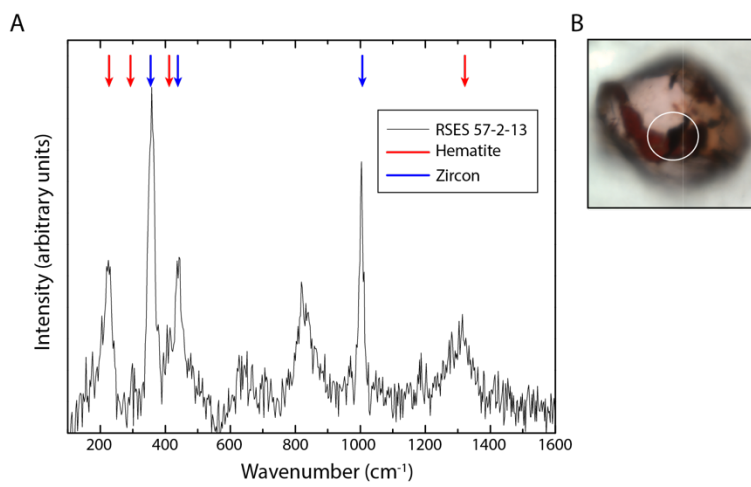 A
B
Intensity (arbitrary units)
RSES 57-2-13
Hematite
Zircon
200 400 600 800 1000 1200 1400 1600
Wavenumber (cm⁻¹)